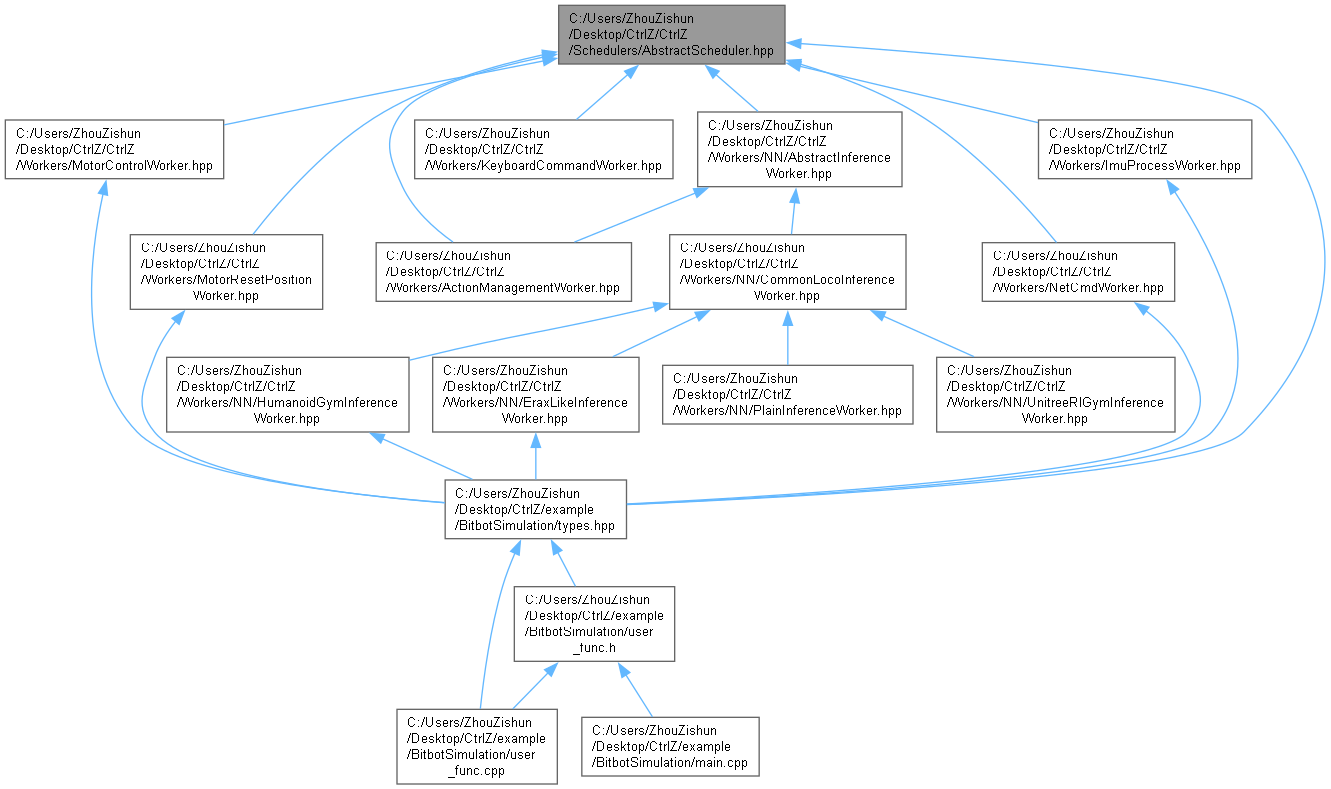 C:/Users/ZhouZishun
/Desktop/CtrlZ/CtrlZ
/Schedulers/AbstractScheduler.hpp
C:/Users/ZhouZishun
/Desktop/CtrlZ/CtrlZ
/Workers/MotorControlWorker.hpp
C:/Users/ZhouZishun
/Desktop/CtrlZ/CtrlZ
/Workers/KeyboardCommandWorker.hpp
C:/Users/ZhouZishun
/Desktop/CtrlZ/CtrlZ
/Workers/NN/AbstractInference
Worker.hpp
C:/Users/ZhouZishun
/Desktop/CtrlZ/CtrlZ
/Workers/ImuProcessWorker.hpp
C:/Users/ZhouZishun
/Desktop/CtrlZ/CtrlZ
/Workers/MotorResetPosition
Worker.hpp
C:/Users/ZhouZishun
/Desktop/CtrlZ/CtrlZ
/Workers/ActionManagementWorker.hpp
C:/Users/ZhouZishun
/Desktop/CtrlZ/CtrlZ
/Workers/NN/CommonLocoInference
Worker.hpp
C:/Users/ZhouZishun
/Desktop/CtrlZ/CtrlZ
/Workers/NetCmdWorker.hpp
C:/Users/ZhouZishun
/Desktop/CtrlZ/CtrlZ
/Workers/NN/HumanoidGymInference
Worker.hpp
C:/Users/ZhouZishun
/Desktop/CtrlZ/CtrlZ
/Workers/NN/EraxLikeInference
Worker.hpp
C:/Users/ZhouZishun
/Desktop/CtrlZ/CtrlZ
/Workers/NN/PlainInferenceWorker.hpp
C:/Users/ZhouZishun
/Desktop/CtrlZ/CtrlZ
/Workers/NN/UnitreeRlGymInference
Worker.hpp
C:/Users/ZhouZishun
/Desktop/CtrlZ/example
/BitbotSimulation/types.hpp
C:/Users/ZhouZishun
/Desktop/CtrlZ/example
/BitbotSimulation/user
_func.h
C:/Users/ZhouZishun
/Desktop/CtrlZ/example
/BitbotSimulation/user
_func.cpp
C:/Users/ZhouZishun
/Desktop/CtrlZ/example
/BitbotSimulation/main.cpp